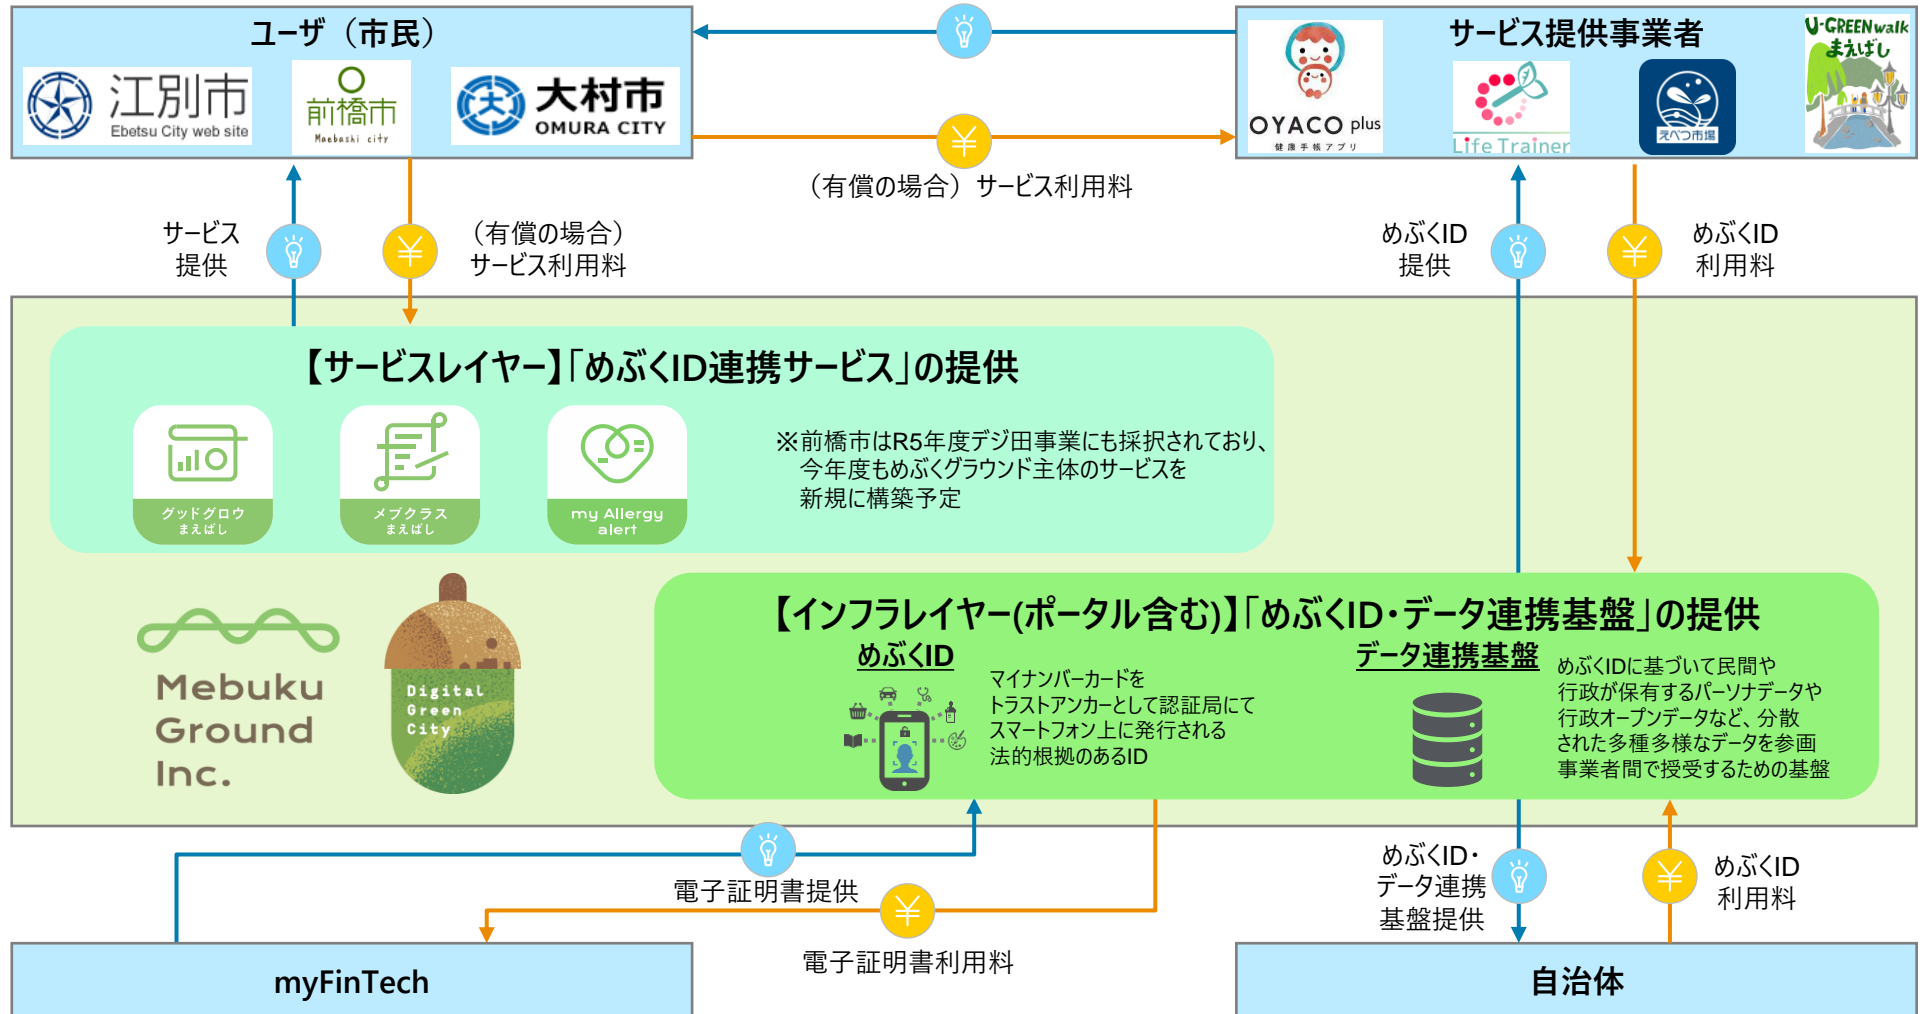 ユーザ（市民）
江別市
Ebetsu City web site
前橋市
Maebashi city
大村市
OMURA CITY
サービス提供事業者
OYACO plus
健康手帳アプリ
Life Trainer
えべつ市場
U-GREEN walk
まえばし
（有償の場合）サービス利用料
サービス
提供
（有償の場合）
サービス利用料
めぶくID
提供
めぶくID
利用料
【サービスレイヤー】「めぶくID連携サービス」の提供
グッドグロウ
まえばし
メブクラス
まえばし
my Allergy
alert
※前橋市はR5年度デジ田事業にも採択されており、
今年度もめぶくグラウンド主体のサービスを
新規に構築予定
Mebuku
Ground
Inc.
Digital
Green
City
【インフラレイヤー(ポータル含む)】「めぶくID・データ連携基盤」の提供
めぶくID
マイナンバーカードを
トラストアンカーとして認証局にて
スマートフォン上に発行される
法的根拠のあるID
データ連携基盤
めぶくIDに基づいて民間や
行政が保有するパーソナデータや
行政オープンデータなど、分散
された多種多様なデータを参画
事業者間で授受するための基盤
電子証明書提供
電子証明書利用料
めぶくID・
データ連携
基盤提供
めぶくID
利用料
myFinTech
自治体